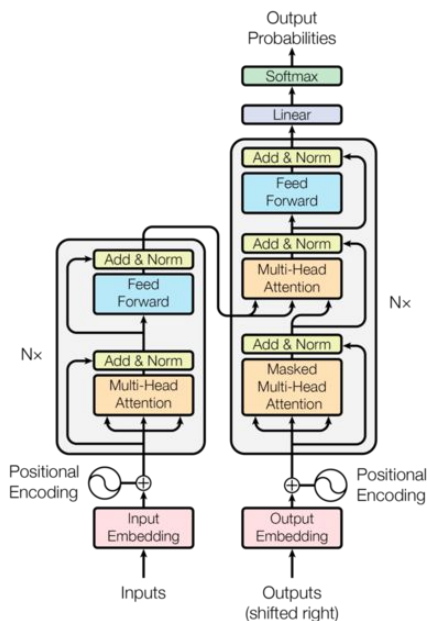 Output
Probabilities
Softmax
Linear
Add & Norm
Feed
Forward
Add & Norm
Multi-Head
Attention
Add & Norm
Masked
Multi-Head
Attention
N×
Positional
Encoding
Output
Embedding
Outputs
(shifted right)
Add & Norm
Feed
Forward
N×
Add & Norm
Multi-Head
Attention
Positional
Encoding
Input
Embedding
Inputs